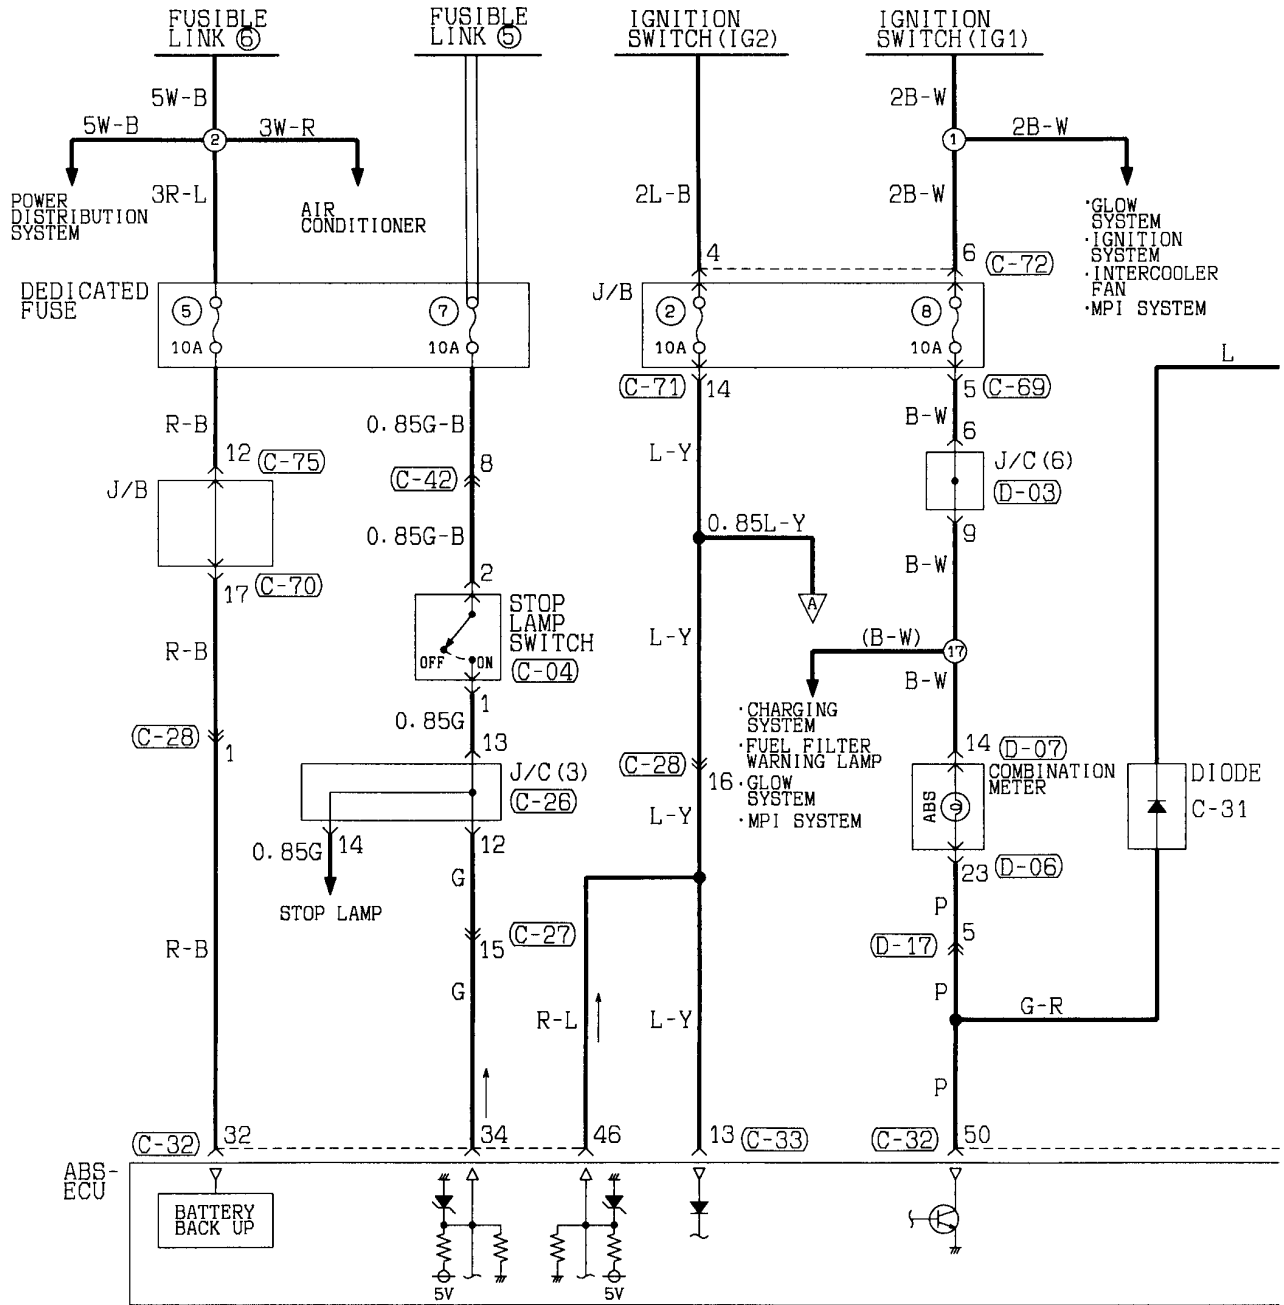 FUSIBLE
LINK ⑥
FUSIBLE
LINK ⑤
IGNITION
SWITCH(IG2)
IGNITION
SWITCH(IG1)
5W-B
2B-W
5W-B
②
3W-R
①
2B-W
3R-L
2L-B
2B-W
POWER
DISTRIBUTION
SYSTEM
AIR
CONDITIONER
·GLOW
SYSTEM
·IGNITION
SYSTEM
·INTERCOOLER
FAN
·MPI SYSTEM
4
6
C-72
DEDICATED
FUSE
J/B
⑤
⑦
②
⑧
10A
10A
10A
10A
L
C-71
14
5
C-69
R-B
0.85G-B
B-W
6
12
C-75
8
C-42
L-Y
J/C(6)
D-03
J/B
0.85G-B
0.85L-Y
9
B-W
17
C-70
2
A
STOP
LAMP
SWITCH
C-04
OFF
ON
R-B
L-Y
(B-W)
⑰
B-W
1
0.85G
·CHARGING
SYSTEM
·FUEL FILTER
WARNING LAMP
·GLOW
SYSTEM
·MPI SYSTEM
C-28
1
13
14
D-07
C-28
16
J/C(3)
C-26
COMBINATION
METER
ABS
DIODE
C-31
L-Y
0.85G
14
12
23
D-06
G
STOP LAMP
P
5
R-B
15
C-27
D-17
G
R-L
L-Y
P
G-R
P
C-32
32
34
46
13
C-33
C-32
50
ABS-
ECU
BATTERY
BACK UP
5V
5V